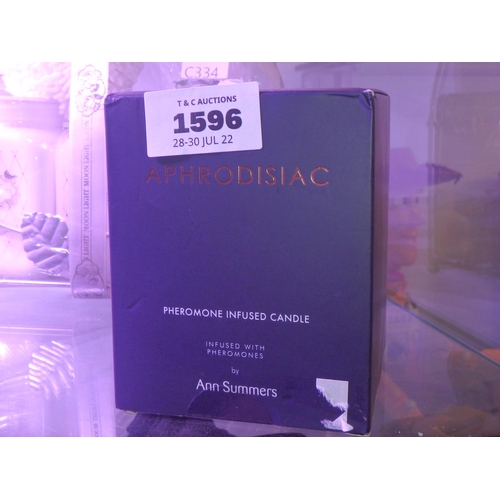 C334
T & C AUCTIONS
1596
28-30 JUL 22
APHRODISIAC
PHEROMONE INFUSED CANDLE
INFUSED WITH
PHEROMONES
by
Ann Summers